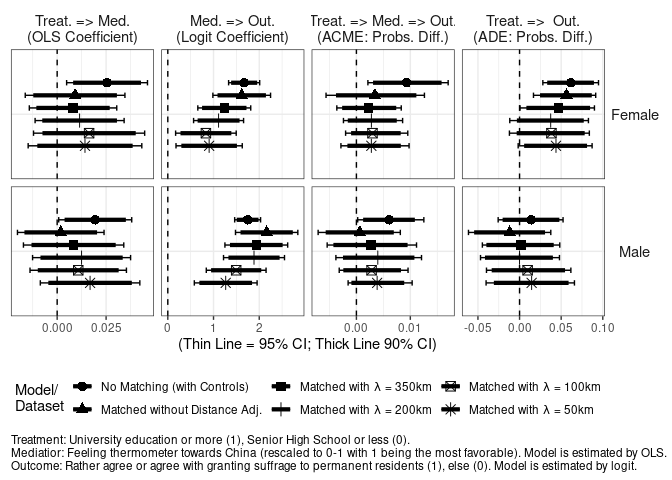 Treat. => Med. Med. => Out. Treat. => Med. => Out. Treat. => Out.
(OLS Coefficient) (Logit Coefficient) (ACME: Probs. Diff.) (ADE: Probs. Diff.)
Female
Male
0.000 0.025 0 1 2 0.00 0.01 -0.05 0.00 0.05 0.10
(Thin Line = 95% CI; Thick Line 90% CI)
Model/
Dataset
No Matching (with Controls) Matched with λ = 350km Matched with λ = 100km
Matched without Distance Adj. Matched with λ = 200km Matched with λ = 50km
Treatment: University education or more (1), Senior High School or less (0).
Mediatior: Feeling thermometer towards China (rescaled to 0-1 with 1 being the most favorable). Model is estimated by OLS.
Outcome: Rather agree or agree with granting suffrage to permanent residents (1), else (0). Model is estimated by logit.